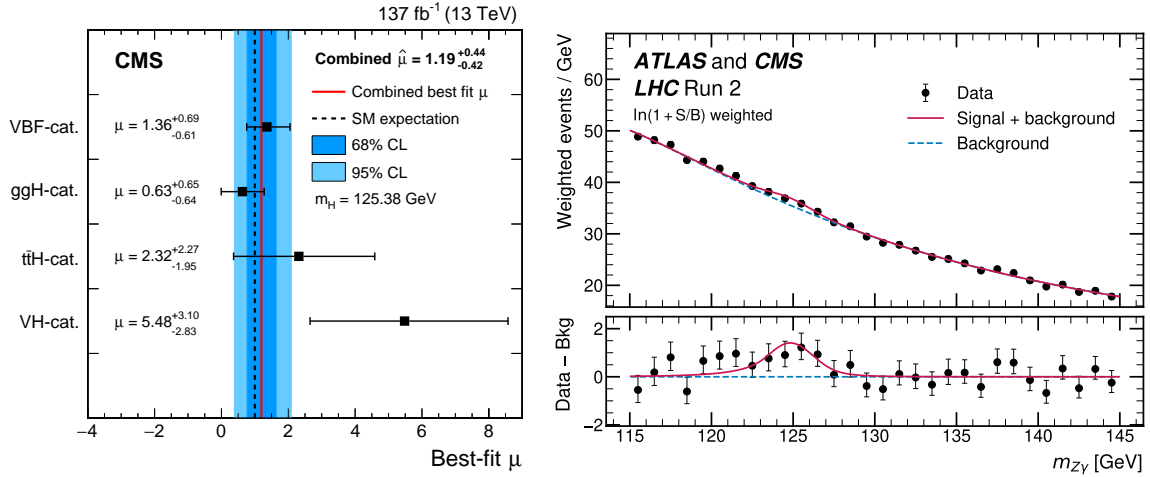 137 fb⁻¹ (13 TeV)
CMS
Combined μ̂ = 1.19 +0.44 -0.42
Combined best fit μ
SM expectation
68% CL
95% CL
m_H = 125.38 GeV
VBF-cat.
μ = 1.36 +0.69 -0.61
ggH-cat.
μ = 0.63 +0.65 -0.64
tt̄H-cat.
μ = 2.32 +2.27 -1.95
VH-cat.
μ = 5.48 +3.10 -2.83
−4 −2 0 2 4 6 8
Best-fit μ
Weighted events / GeV
60
50
40
30
20
ATLAS and CMS
LHC Run 2
ln(1 + S/B) weighted
Data
Signal + background
Background
Data − Bkg
2
0
−2
115 120 125 130 135 140 145
m_Zγ [GeV]